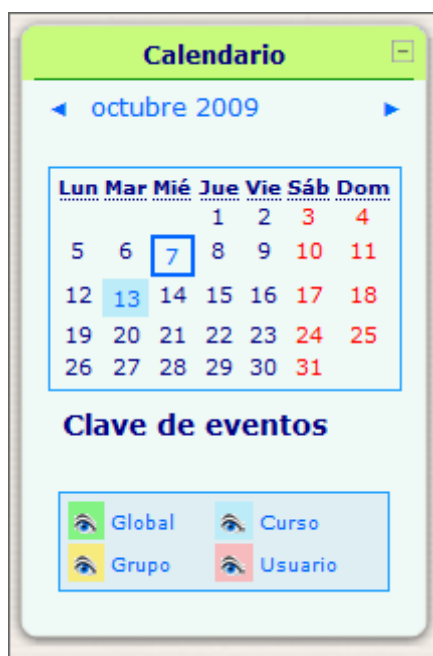 Calendario
◄ octubre 2009 ►
Lun Mar Mié Jue Vie Sáb Dom
1 2 3 4
5 6 7 8 9 10 11
12 13 14 15 16 17 18
19 20 21 22 23 24 25
26 27 28 29 30 31
Clave de eventos
Global Curso
Grupo Usuario